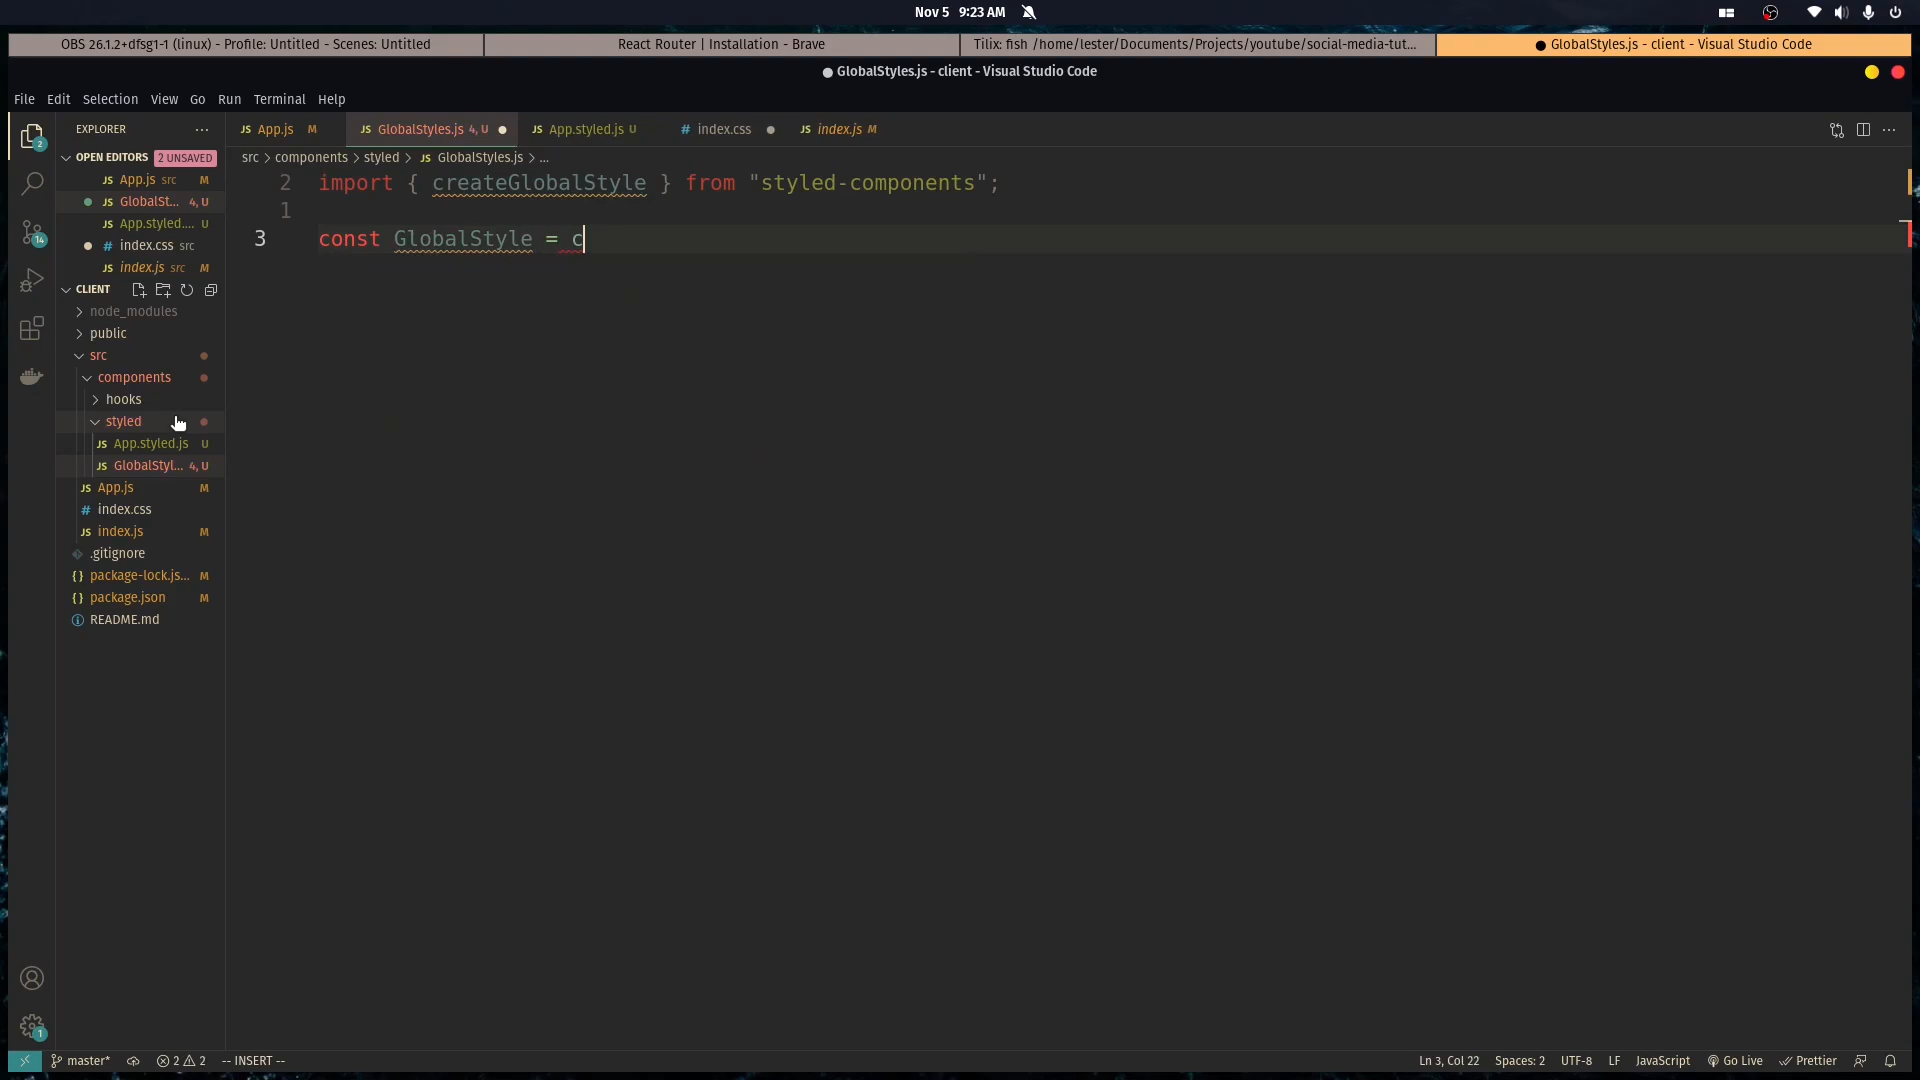 Nov 5 9:23 AM
OBS 26.1.2+dfsg1-1 (linux) - Profile: Untitled - Scenes: Untitled
React Router | Installation - Brave
Tilix: fish /home/lester/Documents/Projects/youtube/social-media-tut...
● GlobalStyles.js - client - Visual Studio Code
● GlobalStyles.js - client - Visual Studio Code
File Edit Selection View Go Run Terminal Help
EXPLORER ...
JS App.js M
JS GlobalStyles.js 4, U ●
JS App.styled.js U
# index.css ●
JS index.js M
OPEN EDITORS 2 UNSAVED
src > components > styled > JS GlobalStyles.js > ...
JS App.js src M
JS GlobalSt... 4, U
JS App.styled.... U
# index.css src
JS index.js src M
2 import { createGlobalStyle } from "styled-components";
1
3 const GlobalStyle = c
2
14
CLIENT
node_modules
public
src
components
hooks
styled
JS App.styled.js U
JS GlobalStyl... 4, U
JS App.js M
# index.css
JS index.js M
.gitignore
{} package-lock.js... M
{} package.json M
README.md
1
master* 2 2 -- INSERT --
Ln 3, Col 22 Spaces: 2 UTF-8 LF JavaScript Go Live Prettier